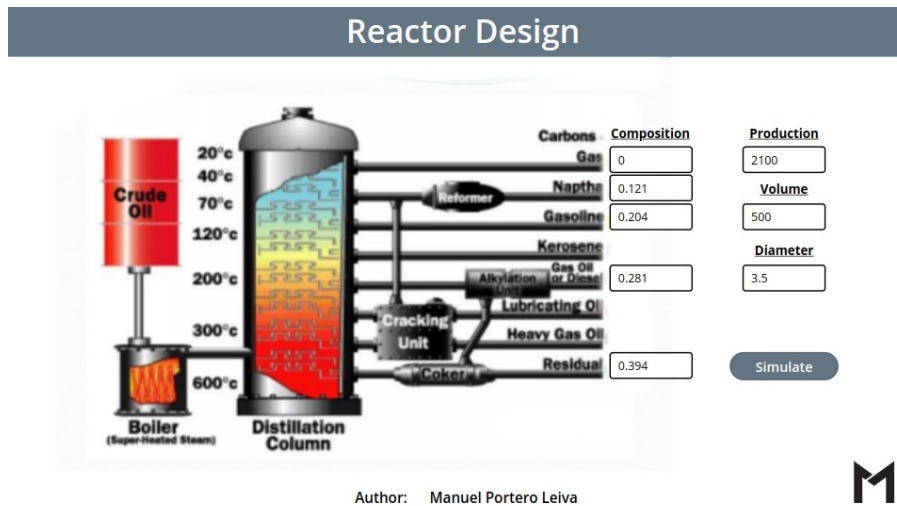 Reactor Design
Carbons Composition Production
20°c Gas 0 2100
40°c Naptha 0.121 Volume
Crude Oil 70°c Reformer Gasoline 0.204 500
120°c Kerosene Diameter
200°c Alkylation Unit Gas Oil or Diesel 0.281 3.5
Lubricating Oil
300°c Cracking Unit Heavy Gas Oil
600°c Coker Residual 0.394 Simulate
Boiler
(Super-Heated Steam)
Distillation
Column
Author: Manuel Portero Leiva
M